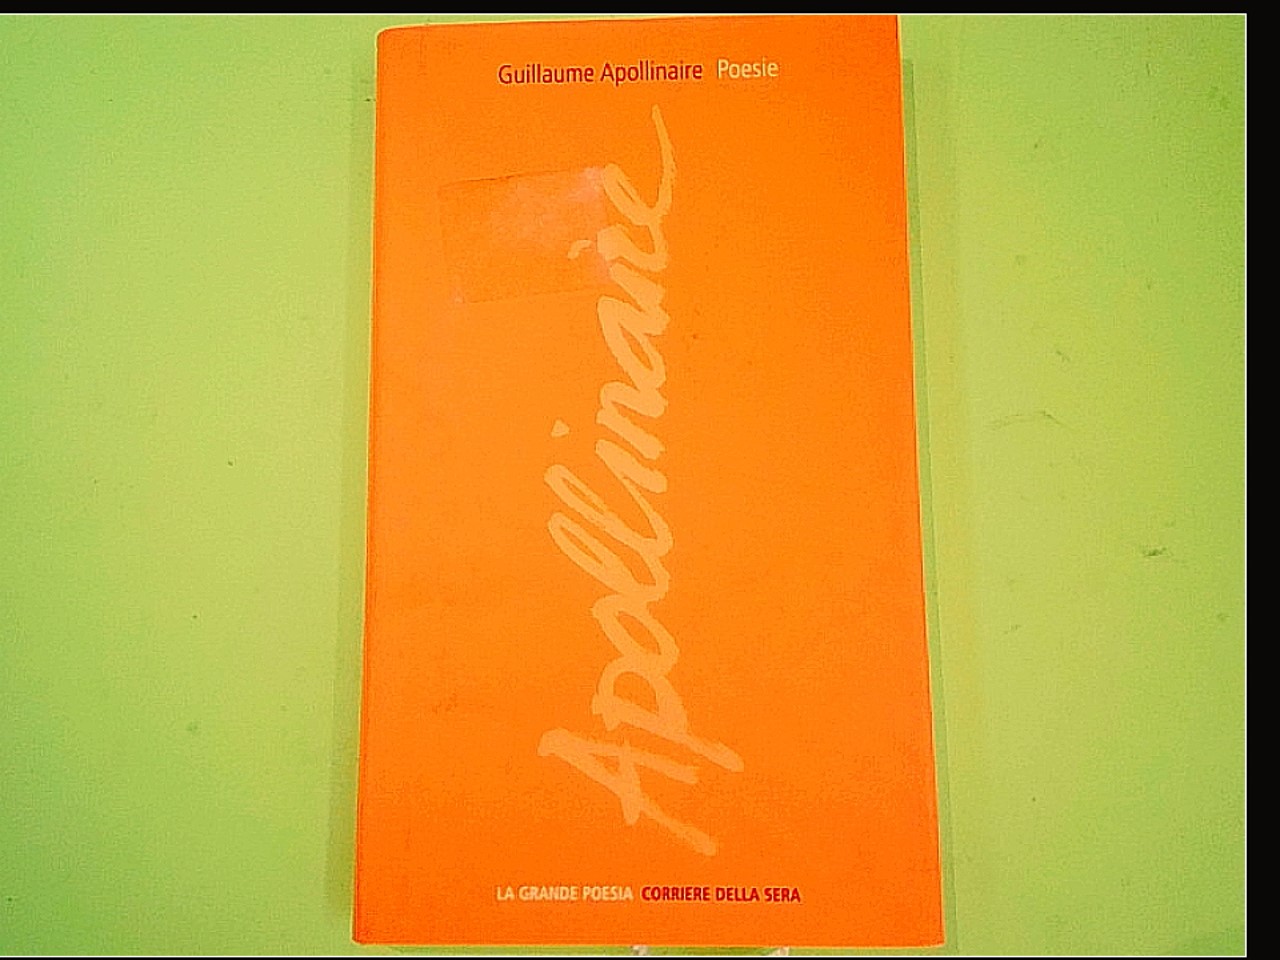 Guillaume Apollinaire Poesie
Apollinaire
LA GRANDE POESIA CORRIERE DELLA SERA